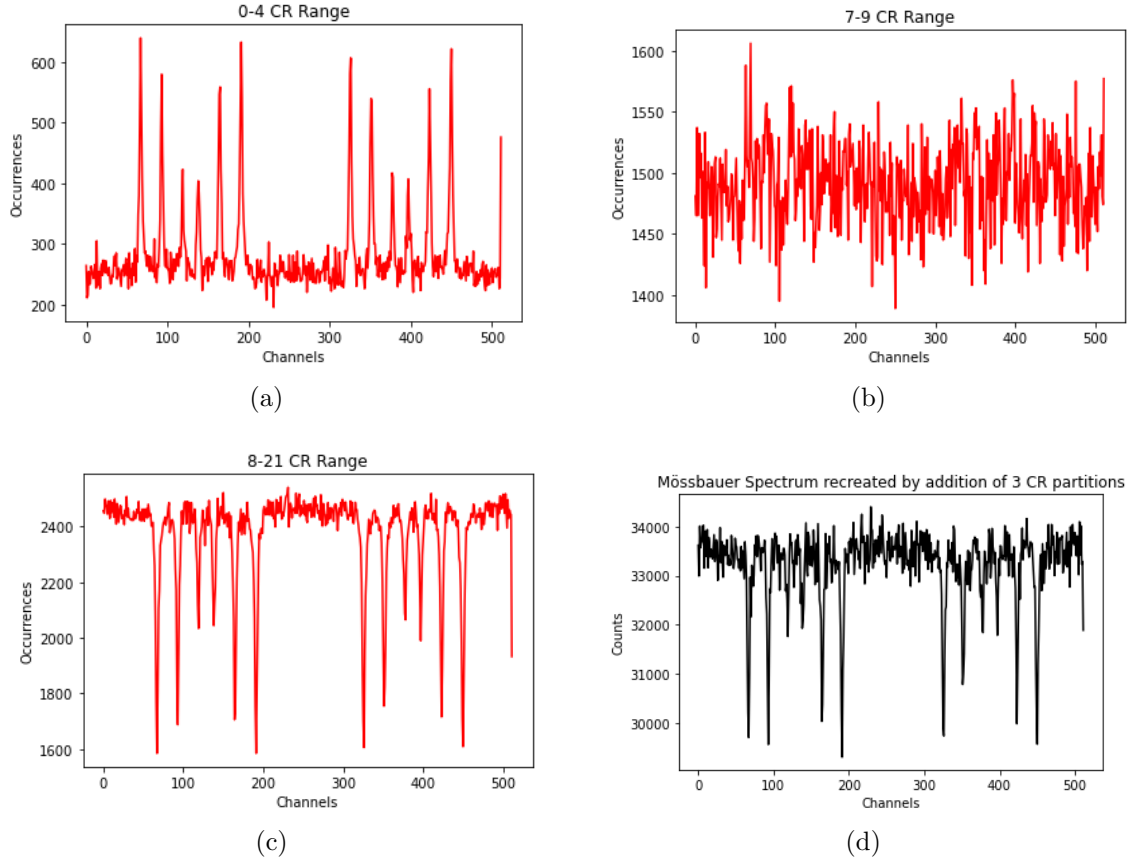 0-4 CR Range
Occurrences
600
500
400
300
200
0 100 200 300 400 500
Channels
(a)
7-9 CR Range
Occurrences
1600
1550
1500
1450
1400
0 100 200 300 400 500
Channels
(b)
8-21 CR Range
Occurrences
2400
2200
2000
1800
1600
0 100 200 300 400 500
Channels
(c)
Mössbauer Spectrum recreated by addition of 3 CR partitions
Counts
34000
33000
32000
31000
30000
0 100 200 300 400 500
Channels
(d)